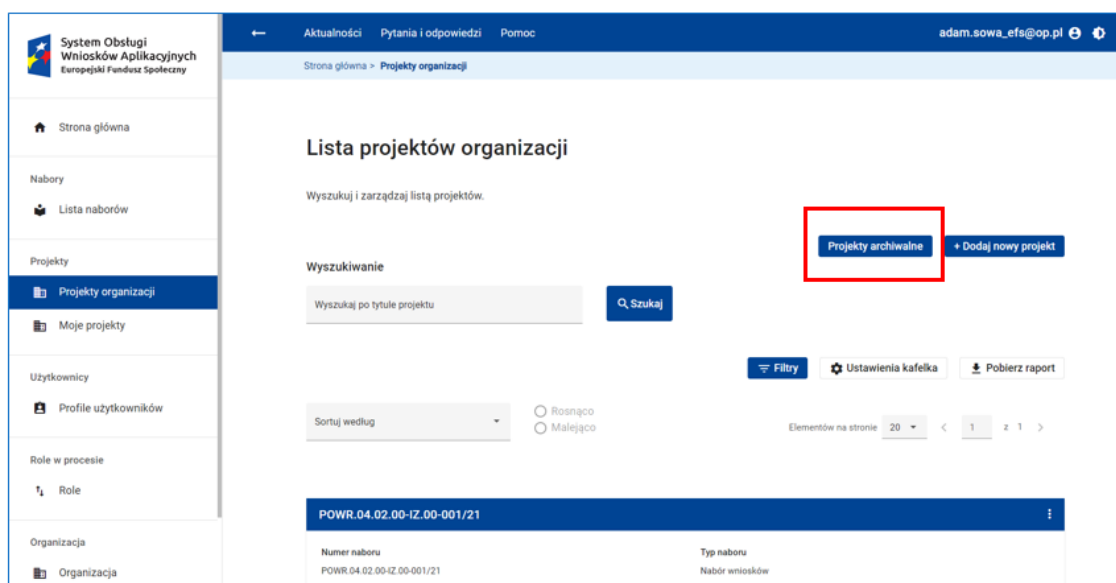 System Obsługi
Wniosków Aplikacyjnych
Europejski Fundusz Społeczny
Aktualności Pytania i odpowiedzi Pomoc
adam.sowa_efs@op.pl
Strona główna > Projekty organizacji
Strona główna
Nabory
Lista naborów
Projekty
Projekty organizacji
Moje projekty
Użytkownicy
Profile użytkowników
Role w procesie
Role
Organizacja
Organizacja
Lista projektów organizacji
Wyszukuj i zarządzaj listą projektów.
Projekty archiwalne + Dodaj nowy projekt
Wyszukiwanie
Wyszukaj po tytule projektu Szukaj
Filtry Ustawienia kafelka Pobierz raport
Sortuj według
Rosnąco
Malejąco
Elementów na stronie 20 < 1 z 1 >
POWR.04.02.00-IZ.00-001/21
Numer naboru Typ naboru
POWR.04.02.00-IZ.00-001/21 Nabór wniosków